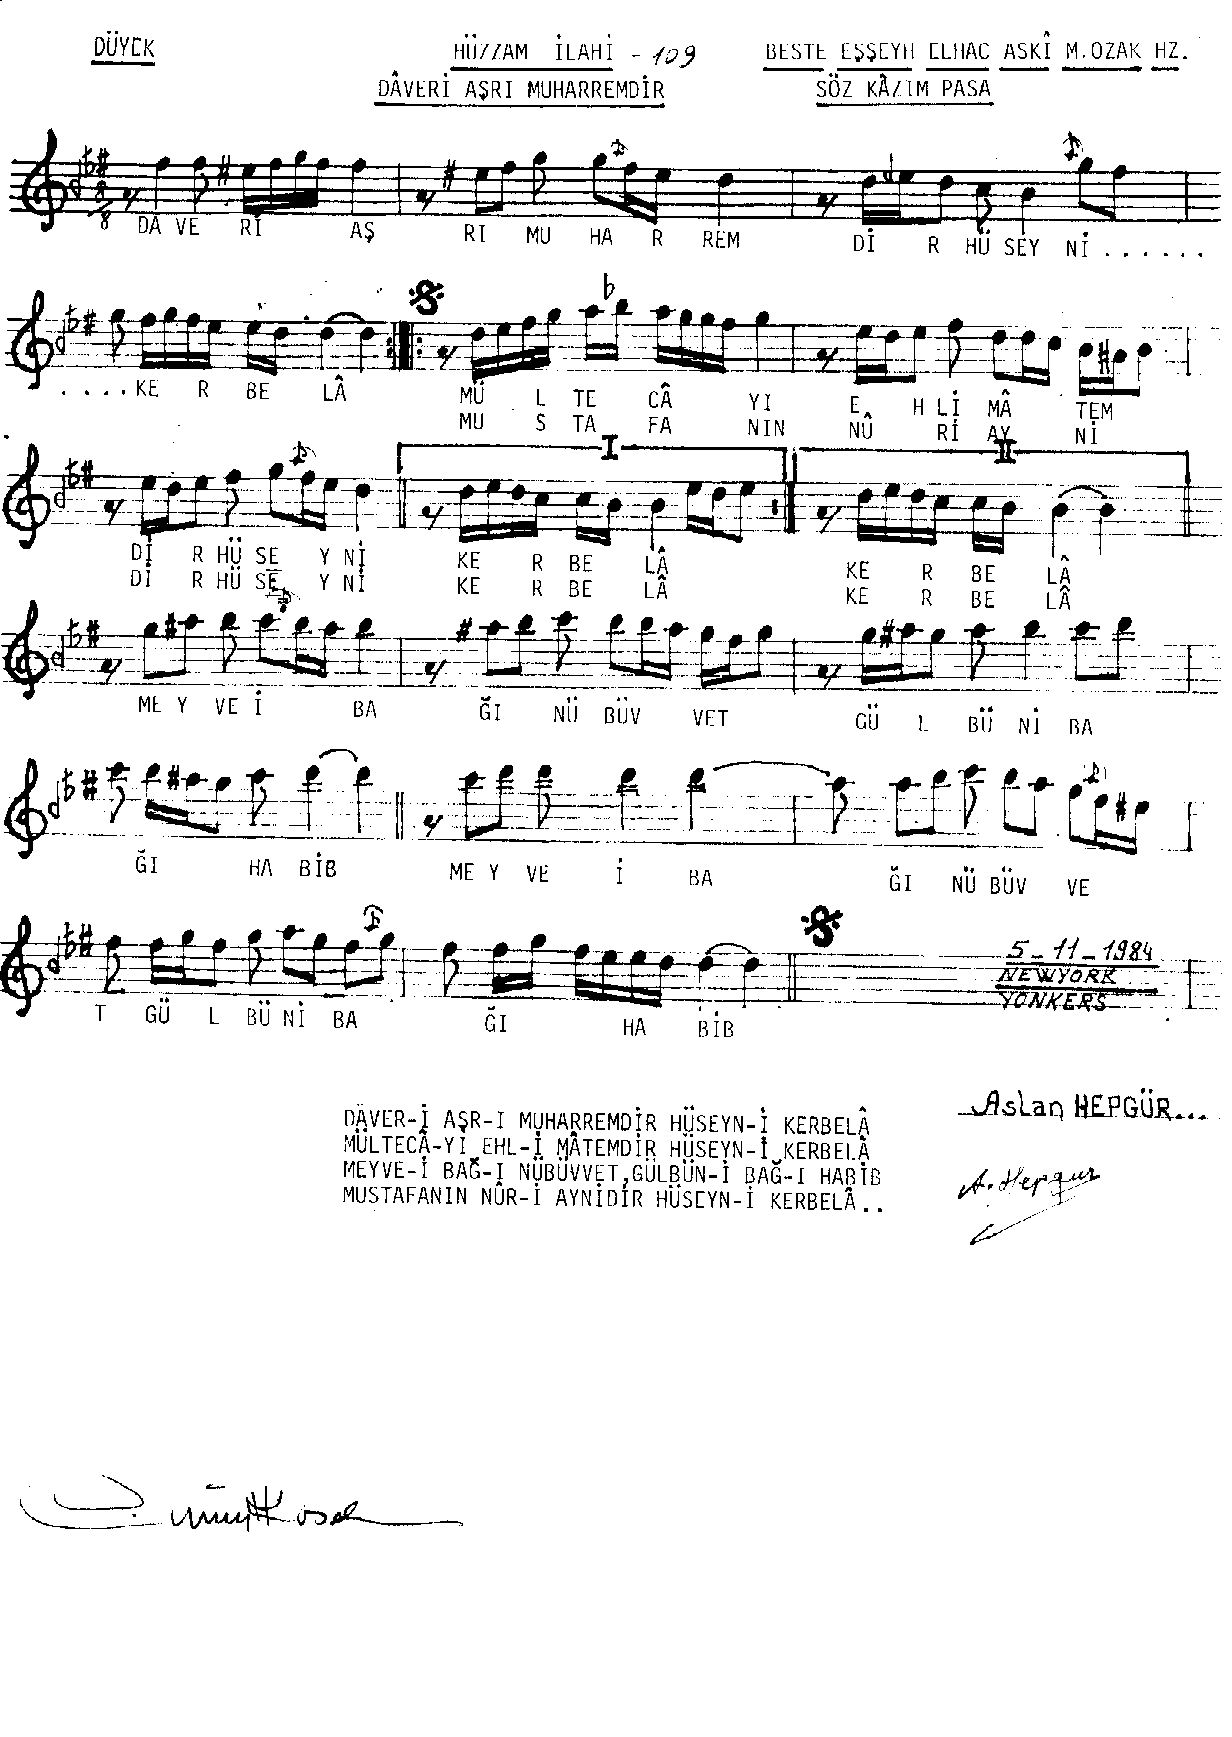 DÜYEK
HÜZZAM İLAHİ - 109
BESTE EŞŞEYH ELHAC AŞKÎ M.OZAK HZ.
DÂVERİ AŞRI MUHARREMDİR
SÖZ KÂZIM PAŞA
8 8
DA VE Rİ AŞ RI MU HA R REM Dİ R HÜ SEY Nİ ......
....KE R BE LÂ MÜ L TE CÂ YI E H Lİ MÂ TEM
MU S TA FA NIN NÛ Rİ AY Nİ
I II
Dİ R HÜ SE Y Nİ KE R BE LÂ KE R BE LÂ
Dİ R HÜ SE Y Nİ KE R BE LÂ KE R BE LÂ
ME Y VE İ BA ĞI NÜ BÜV VET GÜ L BÜ Nİ BA
ĞI HA BİB ME Y VE İ BA ĞI NÜ BÜV VE
T GÜ L BÜ Nİ BA ĞI HA BİB
5-11-1984
NEWYORK
YONKERS
DÂVER-İ AŞR-I MUHARREMDİR HÜSEYN-İ KERBELÂ
MÜLTECÂ-YI EHL-İ MÂTEMDİR HÜSEYN-İ KERBELÂ
MEYVE-İ BAĞ-I NÜBÜVVET,GÜLBÜN-İ BAĞ-I HABİB
MUSTAFANIN NÛR-İ AYNİDİR HÜSEYN-İ KERBELÂ..
Aslan HEPGÜR...
A.Hepgur